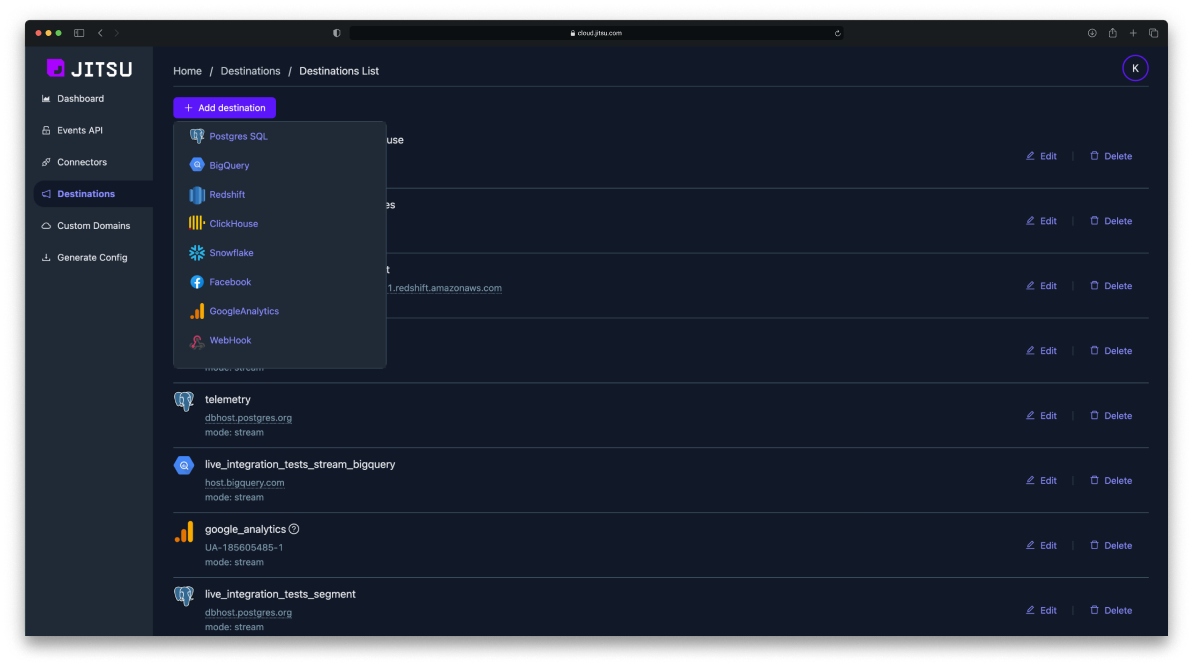 cloud.jitsu.com
JITSU
Dashboard
Events API
Connectors
Destinations
Custom Domains
Generate Config
Home / Destinations / Destinations List
K
+ Add destination
Postgres SQL
BigQuery
Redshift
ClickHouse
Snowflake
Facebook
GoogleAnalytics
WebHook
use
Edit | Delete
es
Edit | Delete
t
1.redshift.amazonaws.com
Edit | Delete
Edit | Delete
mode: stream
telemetry
dbhost.postgres.org
mode: stream
Edit | Delete
live_integration_tests_stream_bigquery
host.bigquery.com
mode: stream
Edit | Delete
google_analytics
UA-185605485-1
mode: stream
Edit | Delete
live_integration_tests_segment
dbhost.postgres.org
mode: stream
Edit | Delete